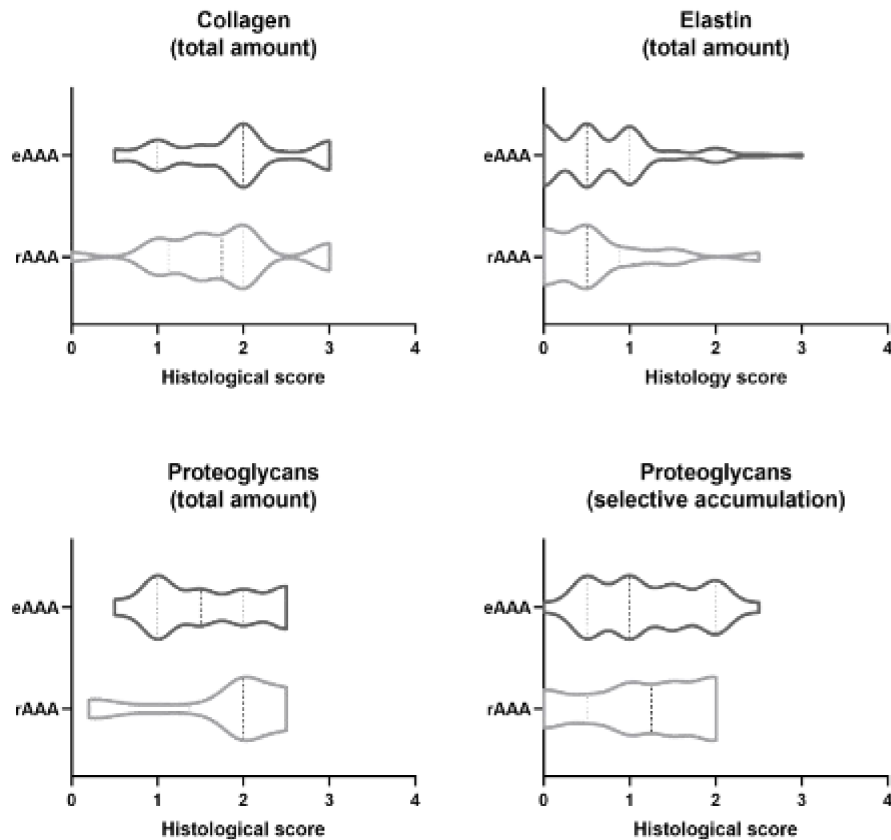 Collagen
(total amount)
eAAA
rAAA
0 1 2 3 4
Histological score
Elastin
(total amount)
eAAA
rAAA
0 1 2 3 4
Histology score
Proteoglycans
(total amount)
eAAA
rAAA
0 1 2 3 4
Histological score
Proteoglycans
(selective accumulation)
eAAA
rAAA
0 1 2 3 4
Histological score